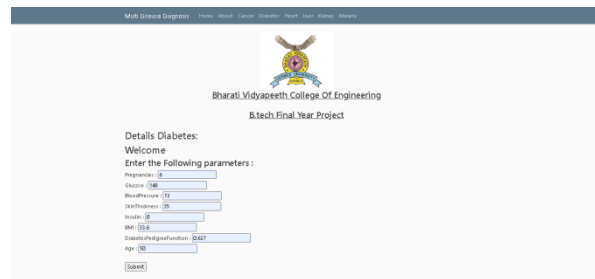 Multi Disease Diagnosis Home About Cancer Diabetes Heart Liver Kidney Malaria
Bharati Vidyapeeth College Of Engineering
B.tech Final Year Project
Details Diabetes:
Welcome
Enter the Following parameters :
Pregnancies : 6
Glucose : 148
BloodPressure : 72
SkinThickness : 35
Insulin : 0
BMI : 33.6
DiabetesPedigreeFunction : 0.627
Age : 50
Submit